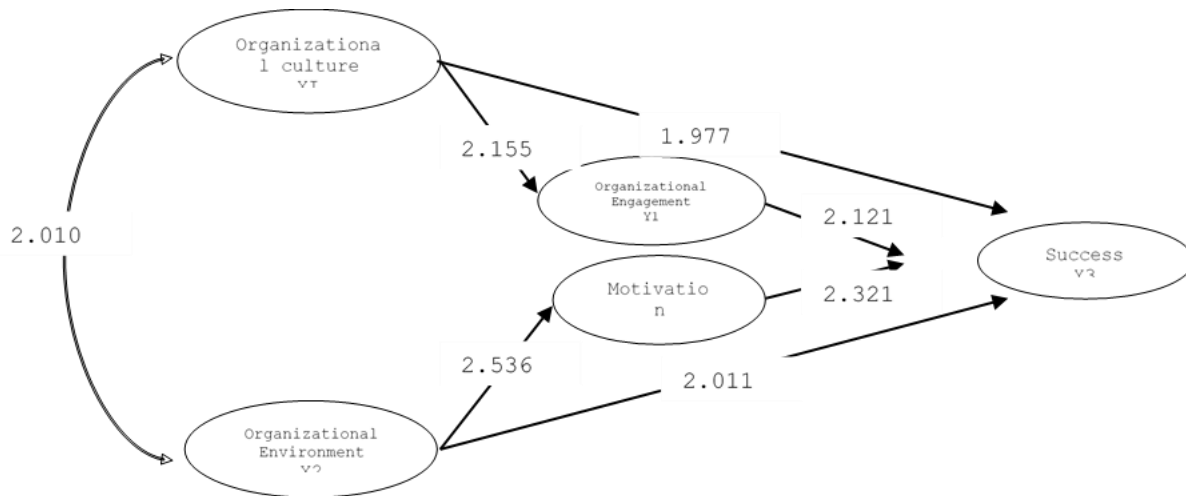 Organizationa
l culture
1.977
2.155
Organizational
Engagement
Y1
2.121
2.010
Success
Motivatio
n
2.321
2.536
2.011
Organizational
Environment